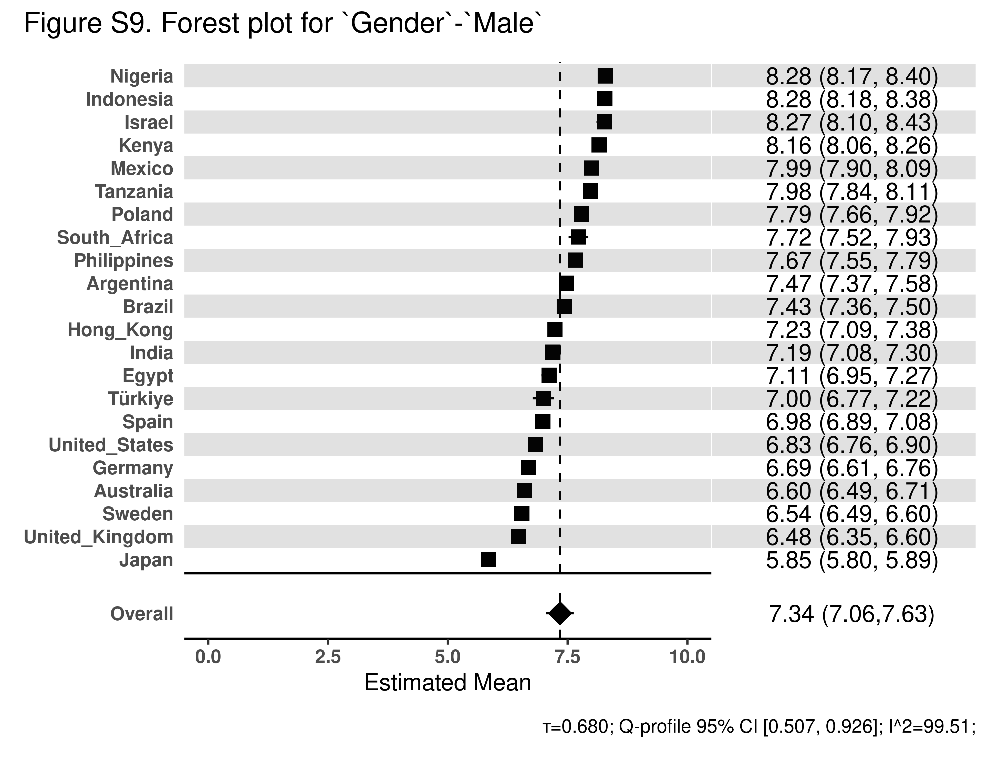 Figure S9. Forest plot for `Gender`-`Male`
Nigeria 8.28 (8.17, 8.40)
Indonesia 8.28 (8.18, 8.38)
Israel 8.27 (8.10, 8.43)
Kenya 8.16 (8.06, 8.26)
Mexico 7.99 (7.90, 8.09)
Tanzania 7.98 (7.84, 8.11)
Poland 7.79 (7.66, 7.92)
South_Africa 7.72 (7.52, 7.93)
Philippines 7.67 (7.55, 7.79)
Argentina 7.47 (7.37, 7.58)
Brazil 7.43 (7.36, 7.50)
Hong_Kong 7.23 (7.09, 7.38)
India 7.19 (7.08, 7.30)
Egypt 7.11 (6.95, 7.27)
Türkiye 7.00 (6.77, 7.22)
Spain 6.98 (6.89, 7.08)
United_States 6.83 (6.76, 6.90)
Germany 6.69 (6.61, 6.76)
Australia 6.60 (6.49, 6.71)
Sweden 6.54 (6.49, 6.60)
United_Kingdom 6.48 (6.35, 6.60)
Japan 5.85 (5.80, 5.89)
Overall 7.34 (7.06,7.63)
0.0 2.5 5.0 7.5 10.0
Estimated Mean
τ=0.680; Q-profile 95% CI [0.507, 0.926]; I^2=99.51;